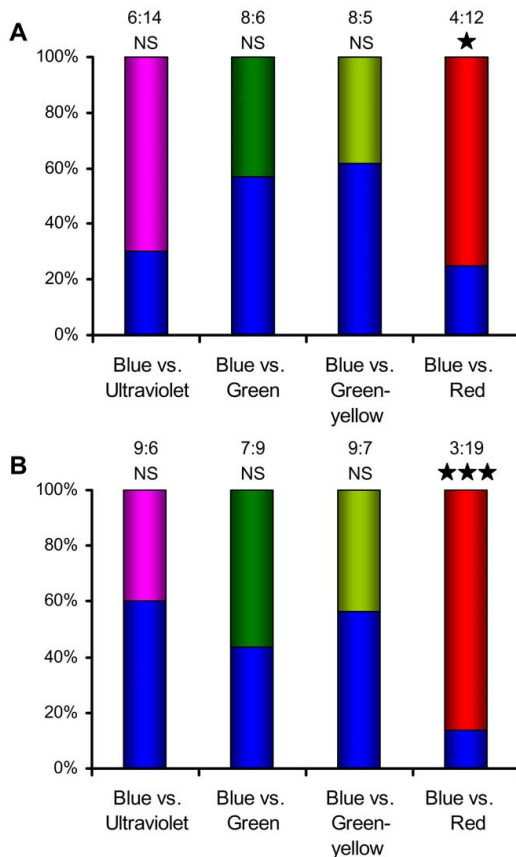 A
6:14 8:6 8:5 4:12
NS NS NS ★
100%
80%
60%
40%
20%
0%
Blue vs. Blue vs. Blue vs. Blue vs.
Ultraviolet Green Green- Red
yellow
B
9:6 7:9 9:7 3:19
NS NS NS ★★★
100%
80%
60%
40%
20%
0%
Blue vs. Blue vs. Blue vs. Blue vs.
Ultraviolet Green Green- Red
yellow